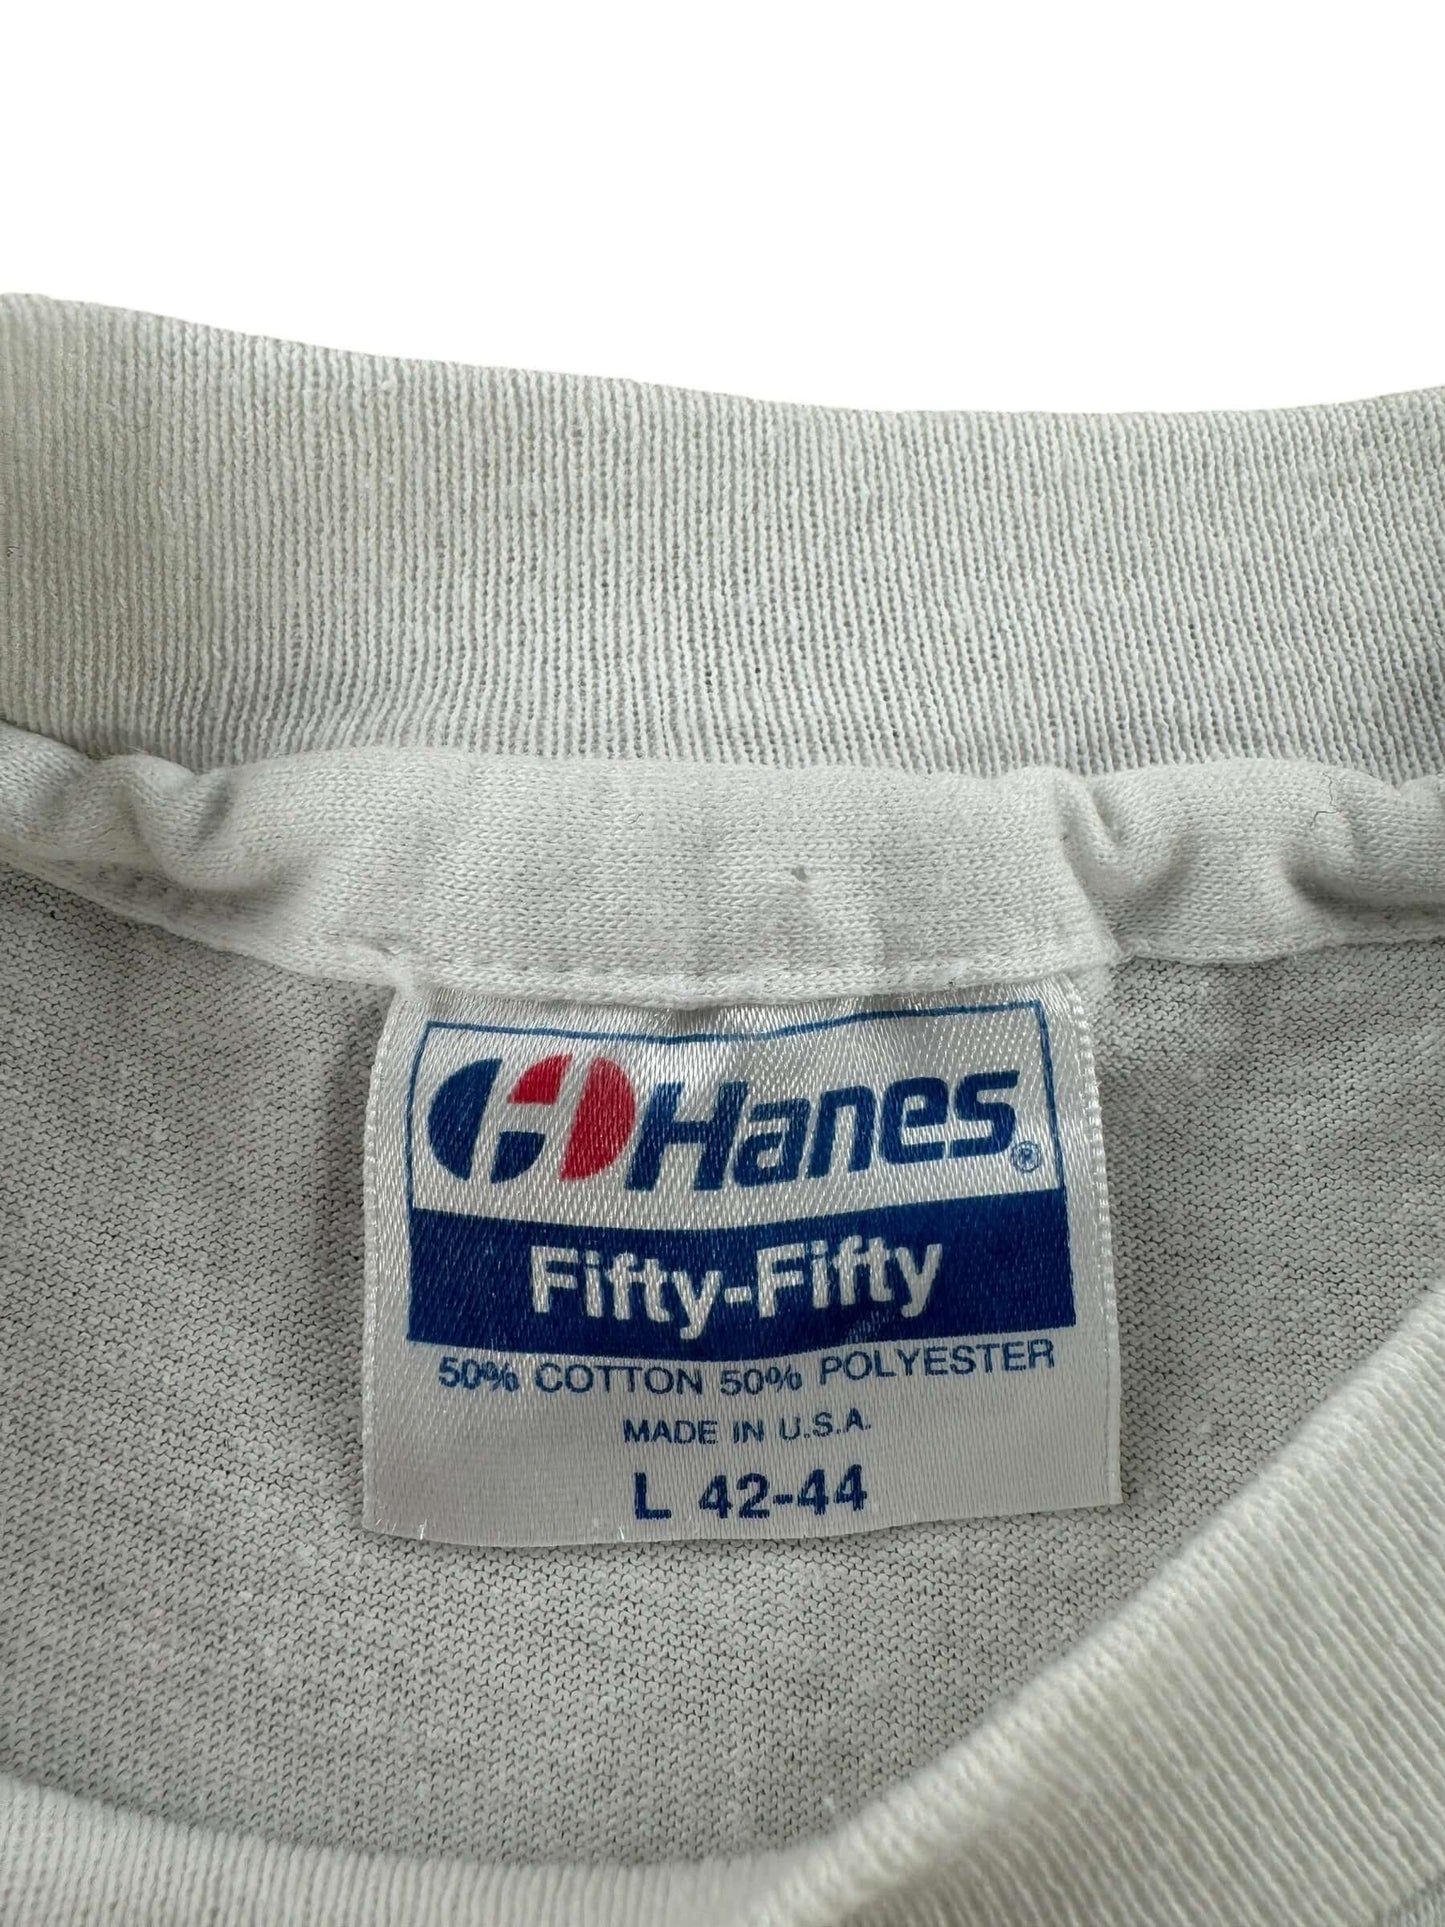 Hanes®
Fifty-Fifty
50% COTTON 50% POLYESTER
MADE IN U.S.A.
L 42-44